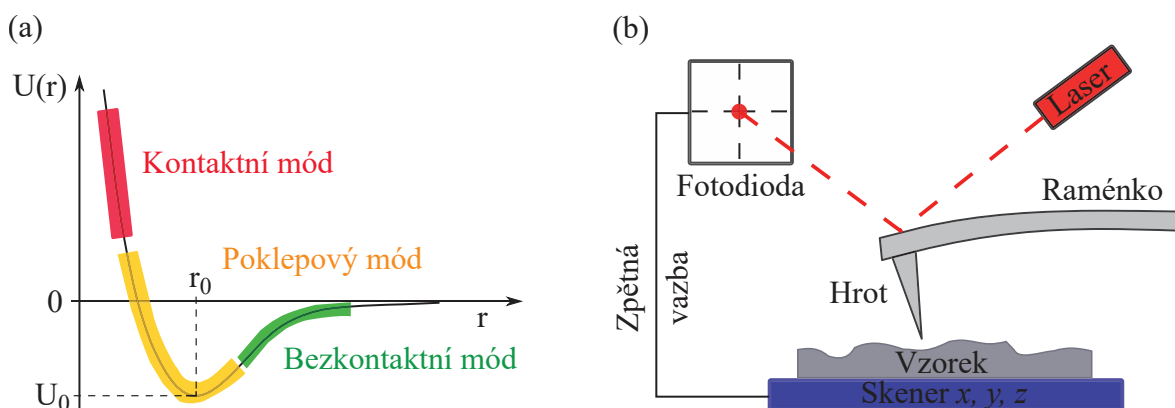 (a)
U(r)
Kontaktní mód
Poklepový mód
r₀
0
r
Bezkontaktní mód
U₀
(b)
Laser
Fotodioda
Raménko
Zpětná
vazba
Hrot
Vzorek
Skener x, y, z